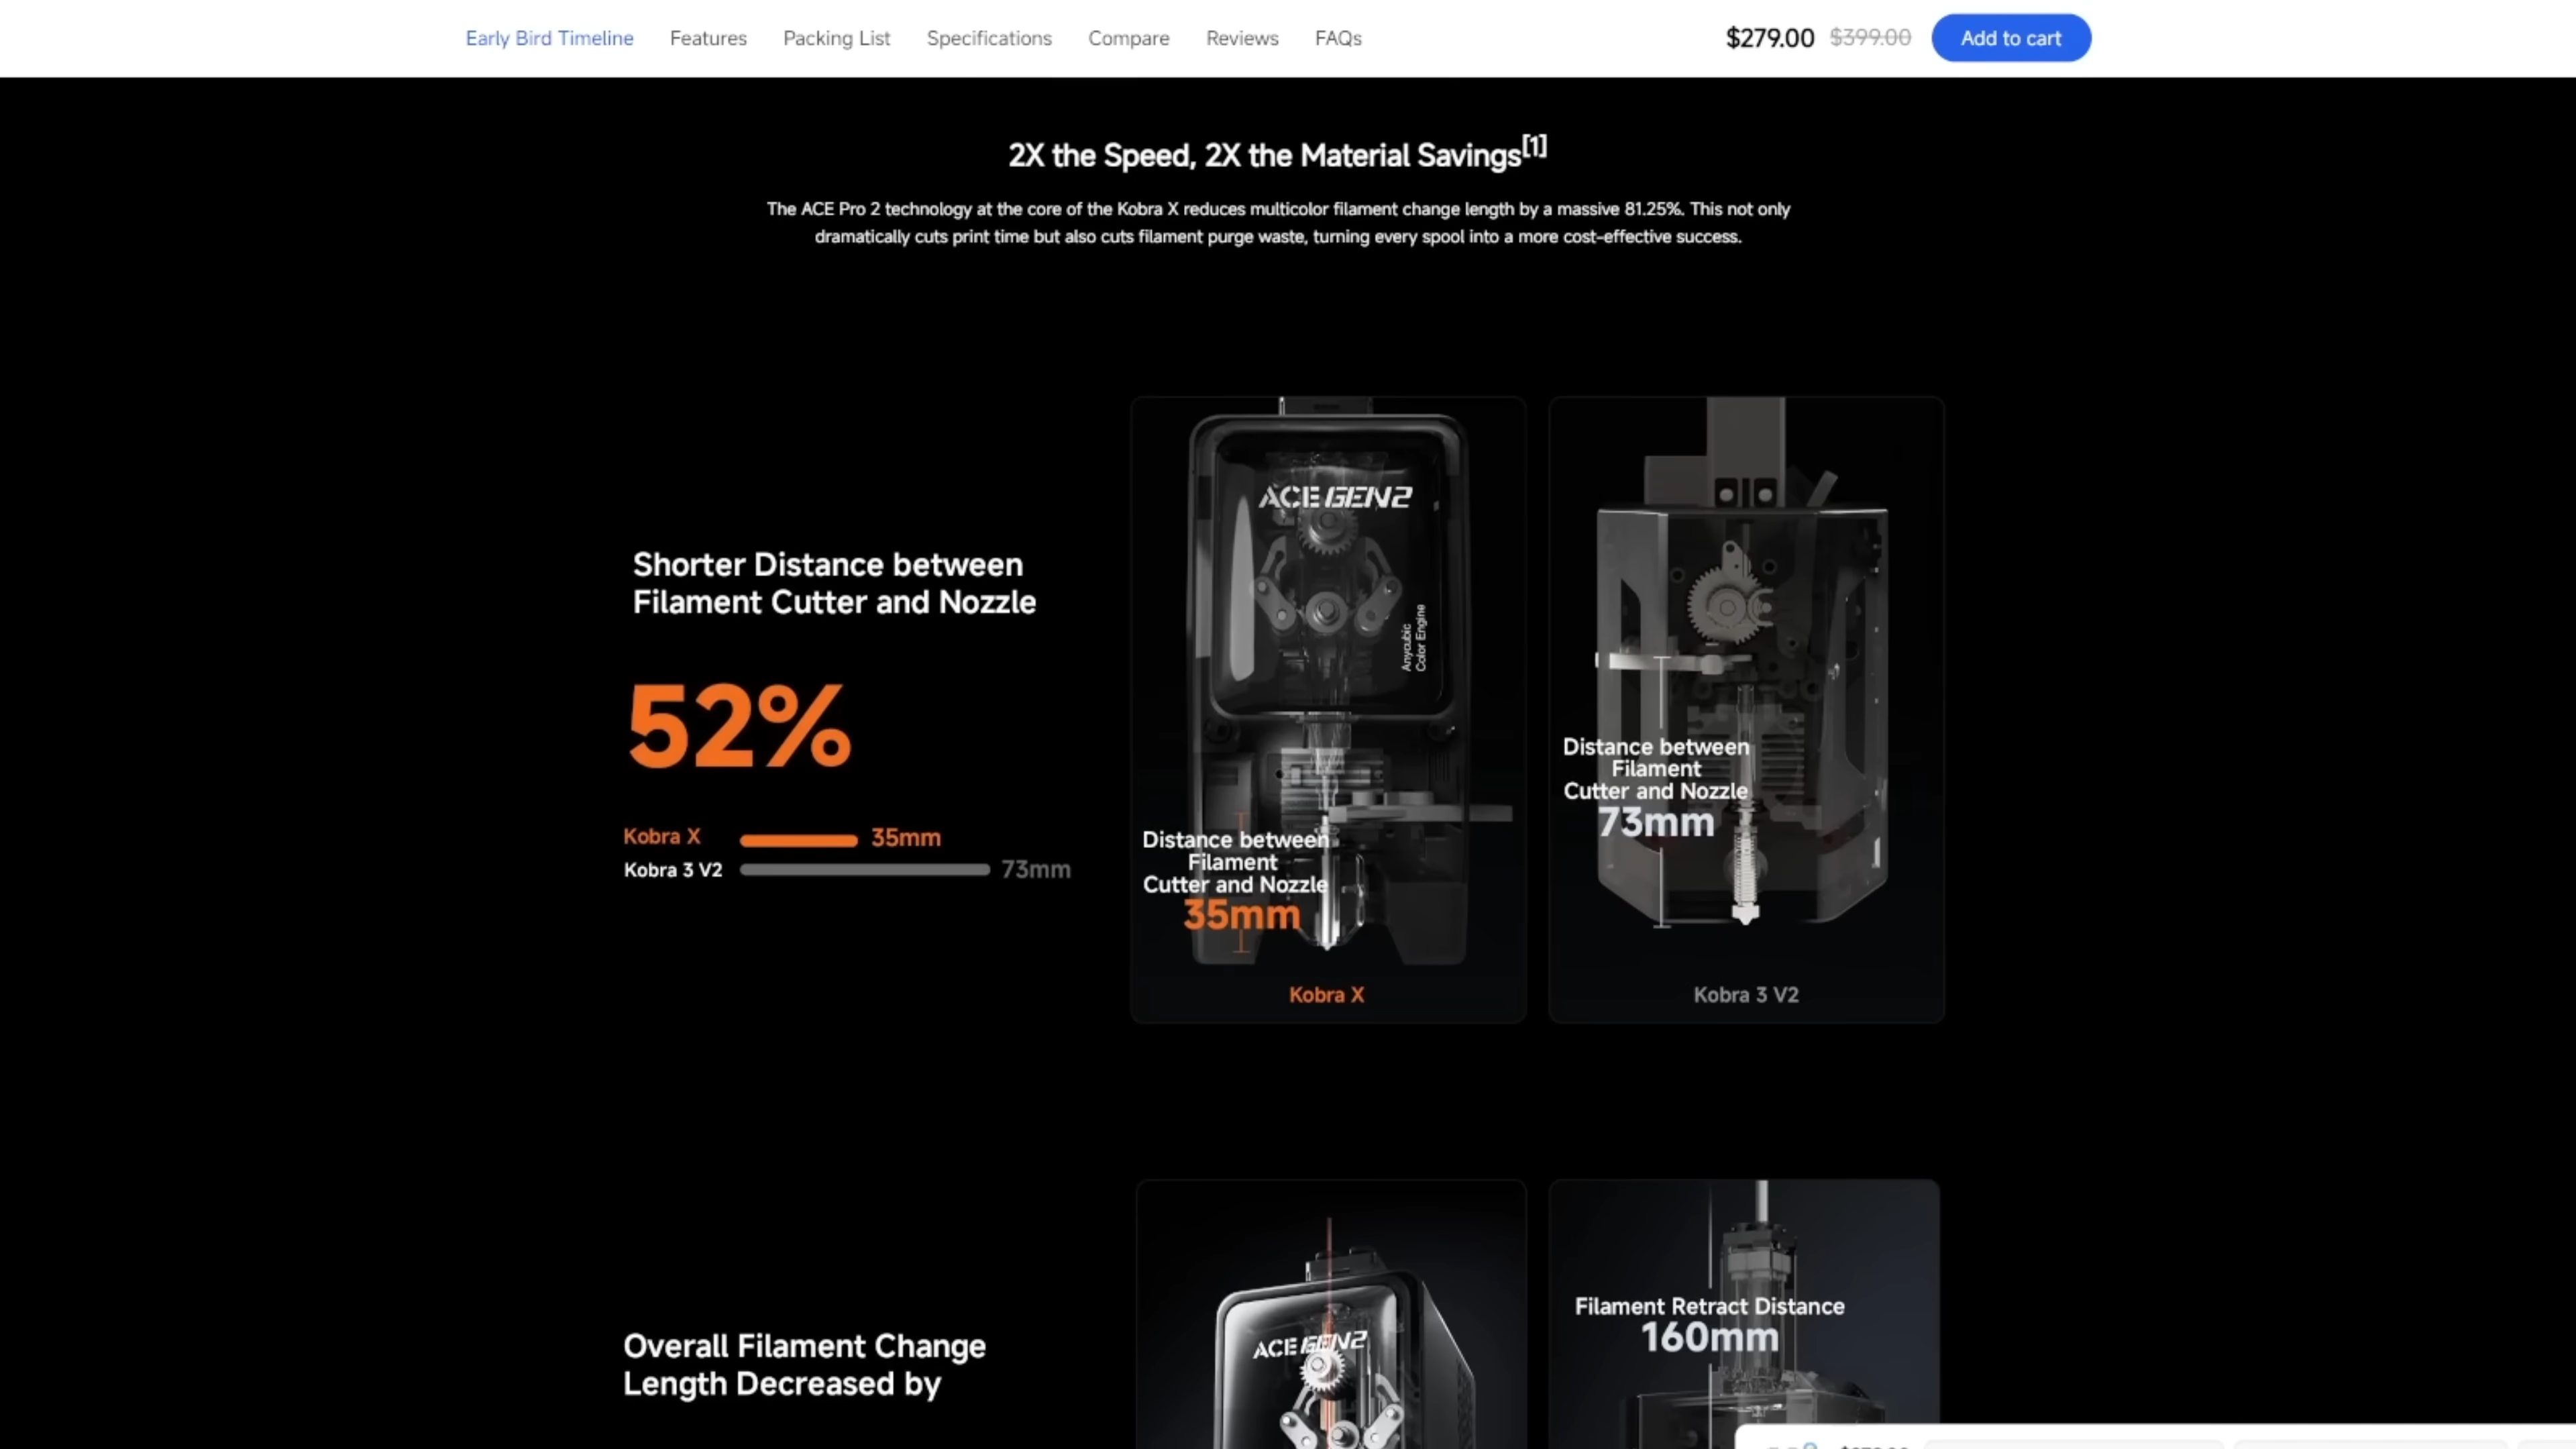 Early Bird Timeline Features Packing List Specifications Compare Reviews FAQs $279.00 $399.00 Add to cart
2X the Speed, 2X the Material Savings[1]
The ACE Pro 2 technology at the core of the Kobra X reduces multicolor filament change length by a massive 81.25%. This not only
dramatically cuts print time but also cuts filament purge waste, turning every spool into a more cost-effective success.
Shorter Distance between
Filament Cutter and Nozzle
52%
Kobra X 35mm
Kobra 3 V2 73mm
ACE GEN2
Anycubic
Color Engine
Distance between
Filament
Cutter and Nozzle
35mm
Kobra X
Distance between
Filament
Cutter and Nozzle
73mm
Kobra 3 V2
Overall Filament Change
Length Decreased by
ACE GEN2
Filament Retract Distance
160mm